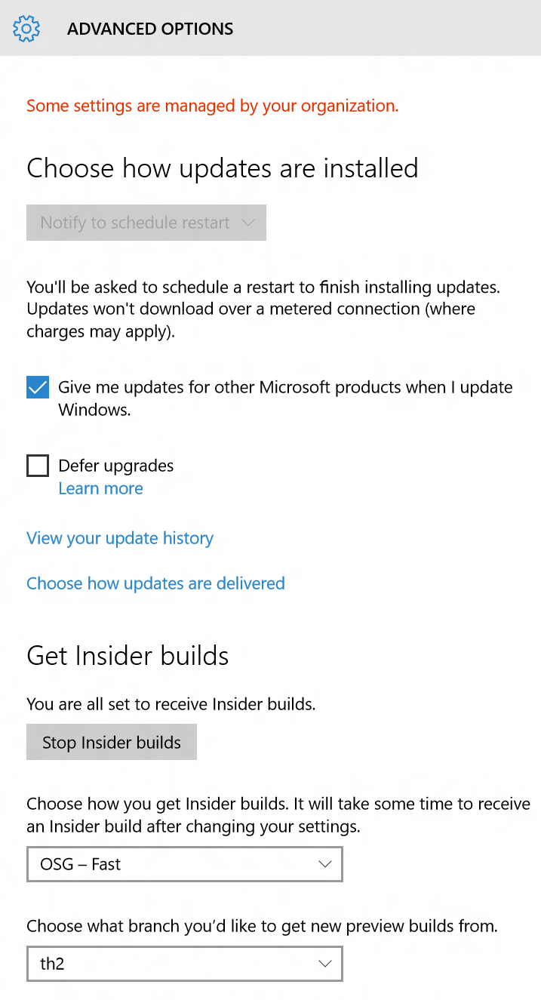 ADVANCED OPTIONS
Some settings are managed by your organization.
Choose how updates are installed
Notify to schedule restart
You'll be asked to schedule a restart to finish installing updates.
Updates won't download over a metered connection (where
charges may apply).
Give me updates for other Microsoft products when I update
Windows.
Defer upgrades
Learn more
View your update history
Choose how updates are delivered
Get Insider builds
You are all set to receive Insider builds.
Stop Insider builds
Choose how you get Insider builds. It will take some time to receive
an Insider build after changing your settings.
OSG – Fast
Choose what branch you’d like to get new preview builds from.
th2